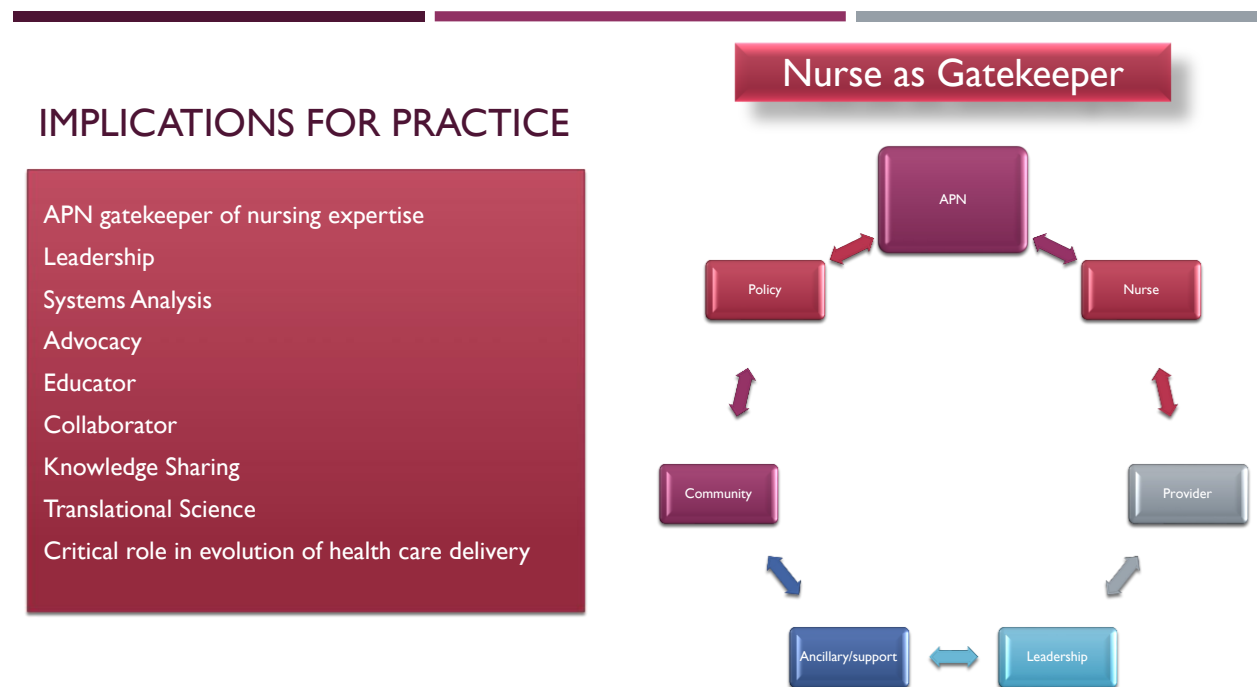 IMPLICATIONS FOR PRACTICE
APN gatekeeper of nursing expertise
Leadership
Systems Analysis
Advocacy
Educator
Collaborator
Knowledge Sharing
Translational Science
Critical role in evolution of health care delivery
Nurse as Gatekeeper
APN
Nurse
Provider
Leadership
Ancillary/support
Community
Policy